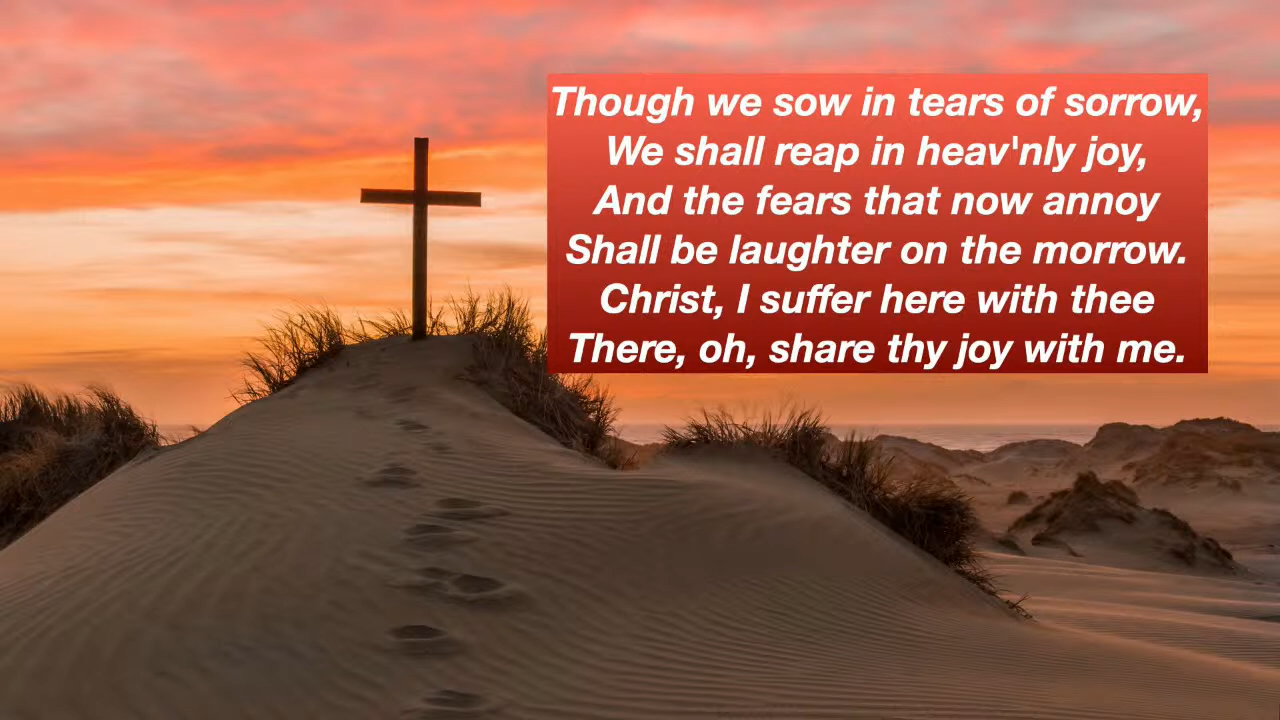 Though we sow in tears of sorrow,
We shall reap in heav'nly joy,
And the fears that now annoy
Shall be laughter on the morrow.
Christ, I suffer here with thee
There, oh, share thy joy with me.